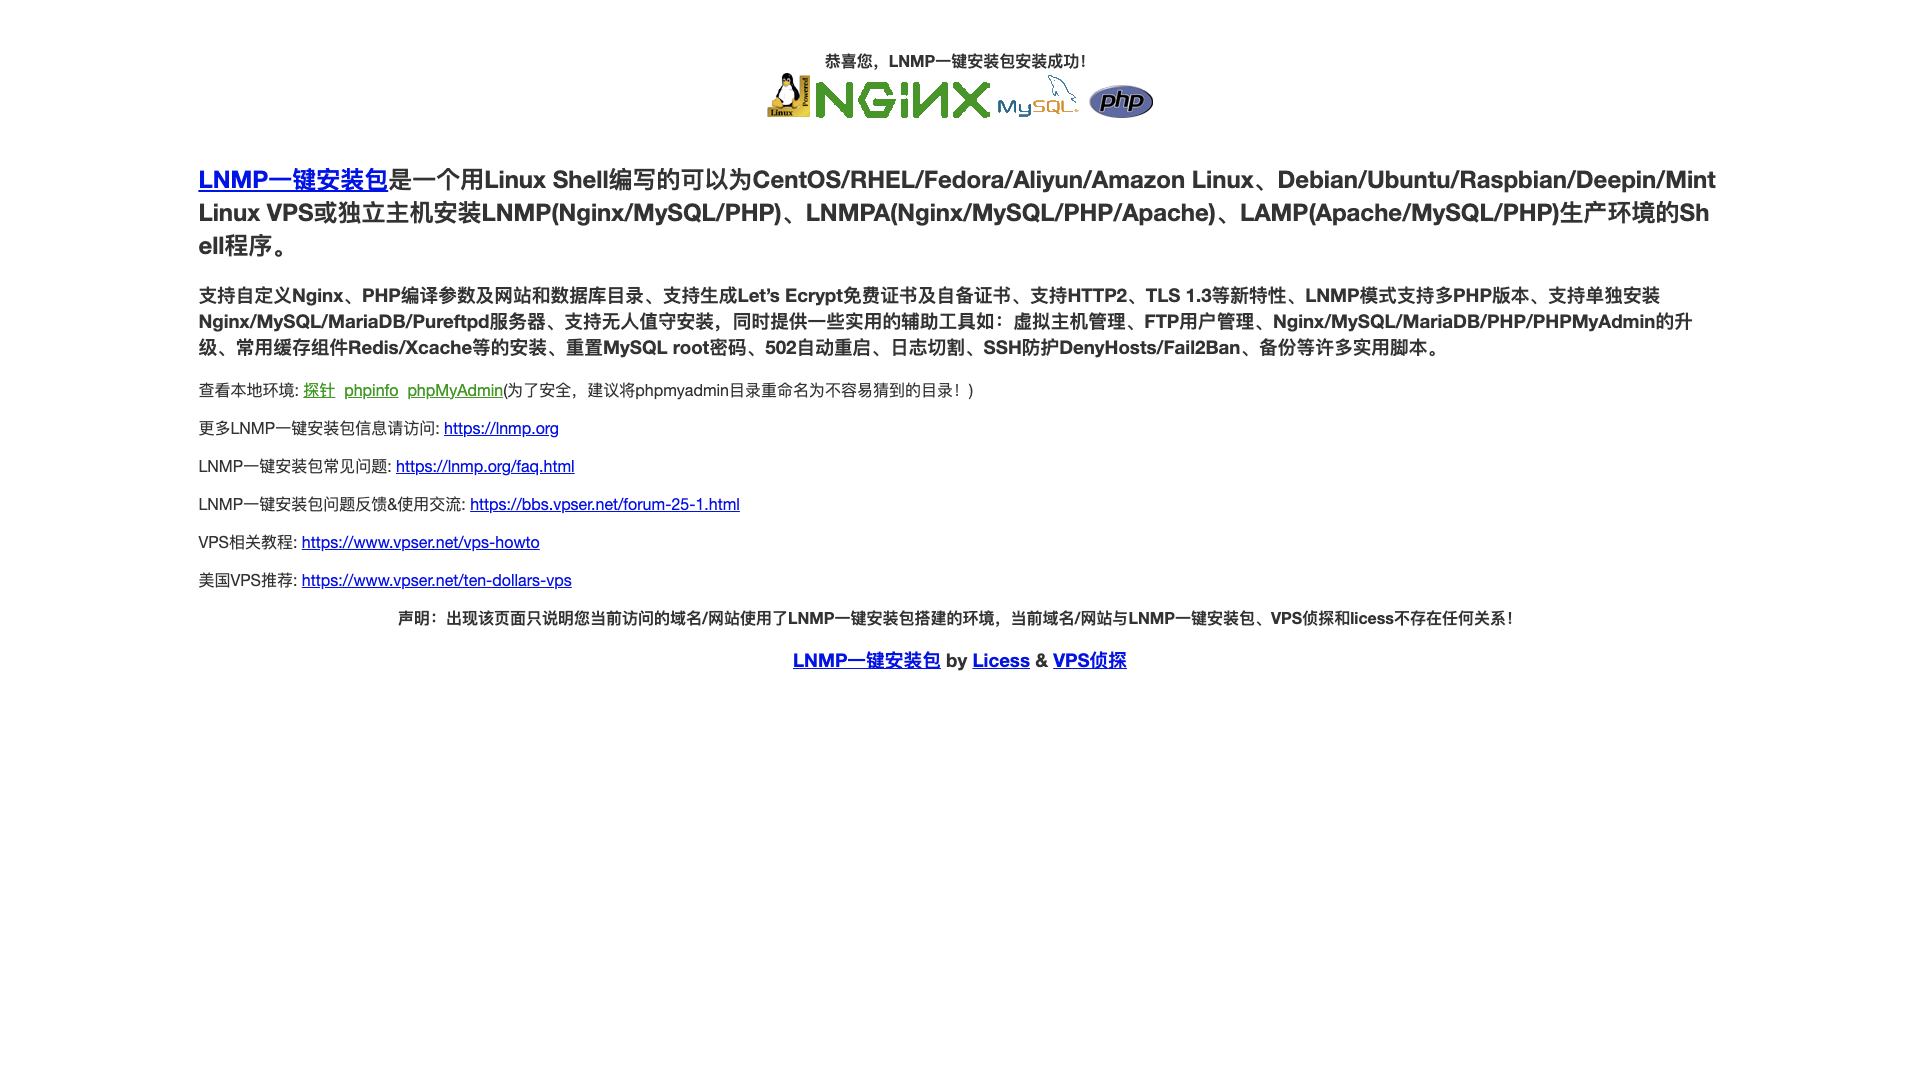 恭喜您，LNMP一键安装包安装成功！
Linux Powered NGiNX MySQL php
LNMP一键安装包是一个用Linux Shell编写的可以为CentOS/RHEL/Fedora/Aliyun/Amazon Linux、Debian/Ubuntu/Raspbian/Deepin/Mint
Linux VPS或独立主机安装LNMP(Nginx/MySQL/PHP)、LNMPA(Nginx/MySQL/PHP/Apache)、LAMP(Apache/MySQL/PHP)生产环境的Sh
ell程序。
支持自定义Nginx、PHP编译参数及网站和数据库目录、支持生成Let’s Ecrypt免费证书及自备证书、支持HTTP2、TLS 1.3等新特性、LNMP模式支持多PHP版本、支持单独安装
Nginx/MySQL/MariaDB/Pureftpd服务器、支持无人值守安装，同时提供一些实用的辅助工具如：虚拟主机管理、FTP用户管理、Nginx/MySQL/MariaDB/PHP/PHPMyAdmin的升
级、常用缓存组件Redis/Xcache等的安装、重置MySQL root密码、502自动重启、日志切割、SSH防护DenyHosts/Fail2Ban、备份等许多实用脚本。
查看本地环境: 探针 phpinfo phpMyAdmin(为了安全，建议将phpmyadmin目录重命名为不容易猜到的目录！)
更多LNMP一键安装包信息请访问: https://lnmp.org
LNMP一键安装包常见问题: https://lnmp.org/faq.html
LNMP一键安装包问题反馈&使用交流: https://bbs.vpser.net/forum-25-1.html
VPS相关教程: https://www.vpser.net/vps-howto
美国VPS推荐: https://www.vpser.net/ten-dollars-vps
声明：出现该页面只说明您当前访问的域名/网站使用了LNMP一键安装包搭建的环境，当前域名/网站与LNMP一键安装包、VPS侦探和licess不存在任何关系！
LNMP一键安装包 by Licess & VPS侦探